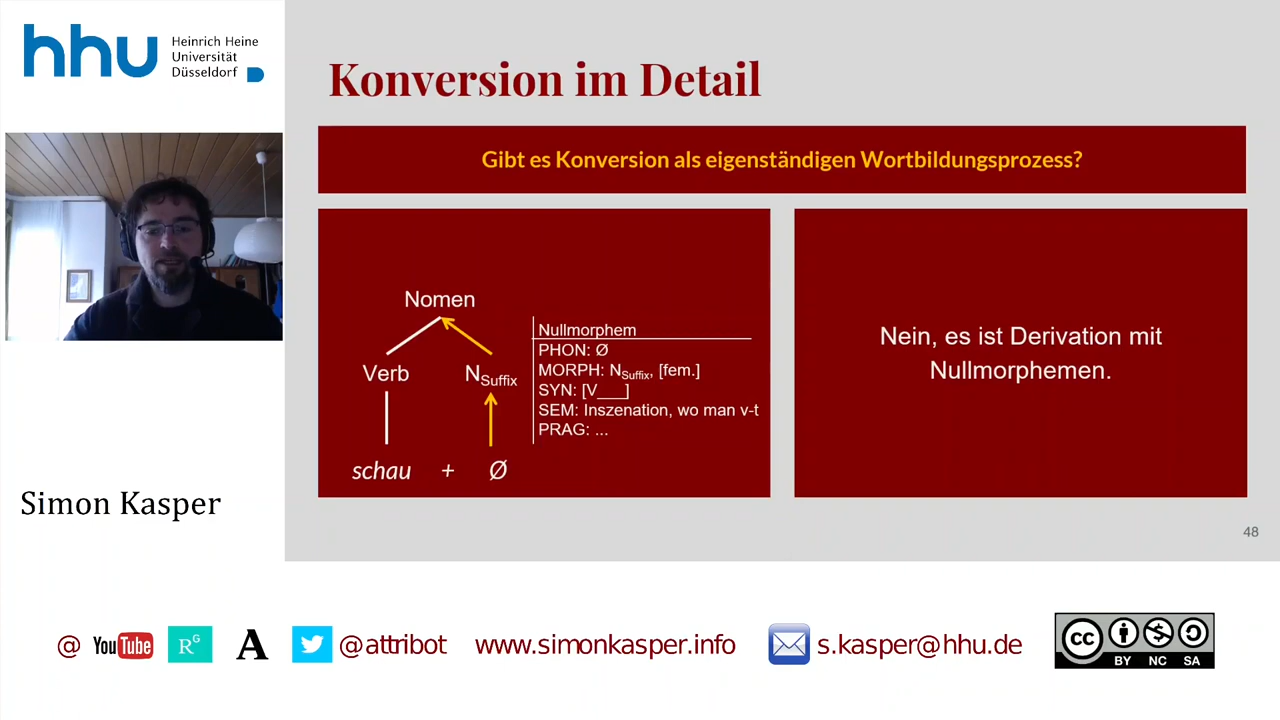 hhu
Heinrich Heine
Universität
Düsseldorf
Konversion im Detail
Gibt es Konversion als eigenständigen Wortbildungsprozess?
Nomen
Verb NSuffix
schau + Ø
Nullmorphem
PHON: Ø
MORPH: NSuffix, [fem.]
SYN: [V___]
SEM: Inszenation, wo man v-t
PRAG: ...
Nein, es ist Derivation mit
Nullmorphemen.
48
Simon Kasper
@ YouTube RG A @attribot www.simonkasper.info s.kasper@hhu.de
cc
BY NC SA